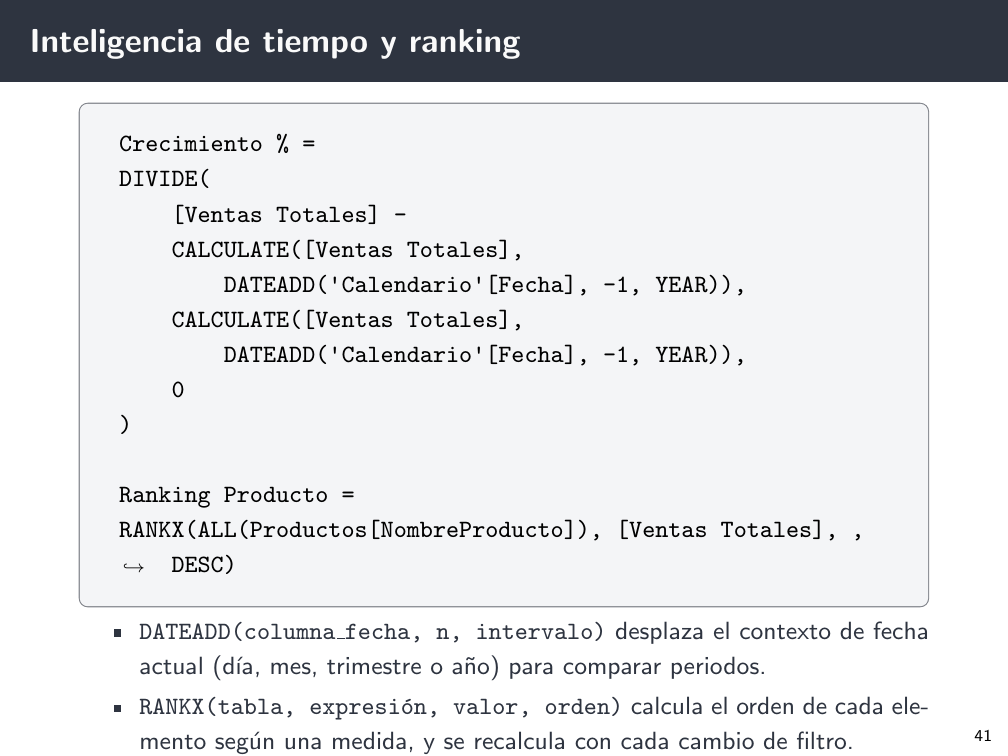 Inteligencia de tiempo y ranking
Crecimiento % =
DIVIDE(
    [Ventas Totales] -
    CALCULATE([Ventas Totales],
        DATEADD('Calendario'[Fecha], -1, YEAR)),
    CALCULATE([Ventas Totales],
        DATEADD('Calendario'[Fecha], -1, YEAR)),
    0
)
Ranking Producto =
RANKX(ALL(Productos[NombreProducto]), [Ventas Totales], ,
↪  DESC)
▪ DATEADD(columna_fecha, n, intervalo) desplaza el contexto de fecha
actual (día, mes, trimestre o año) para comparar periodos.
▪ RANKX(tabla, expresión, valor, orden) calcula el orden de cada ele-
mento según una medida, y se recalcula con cada cambio de filtro.
41